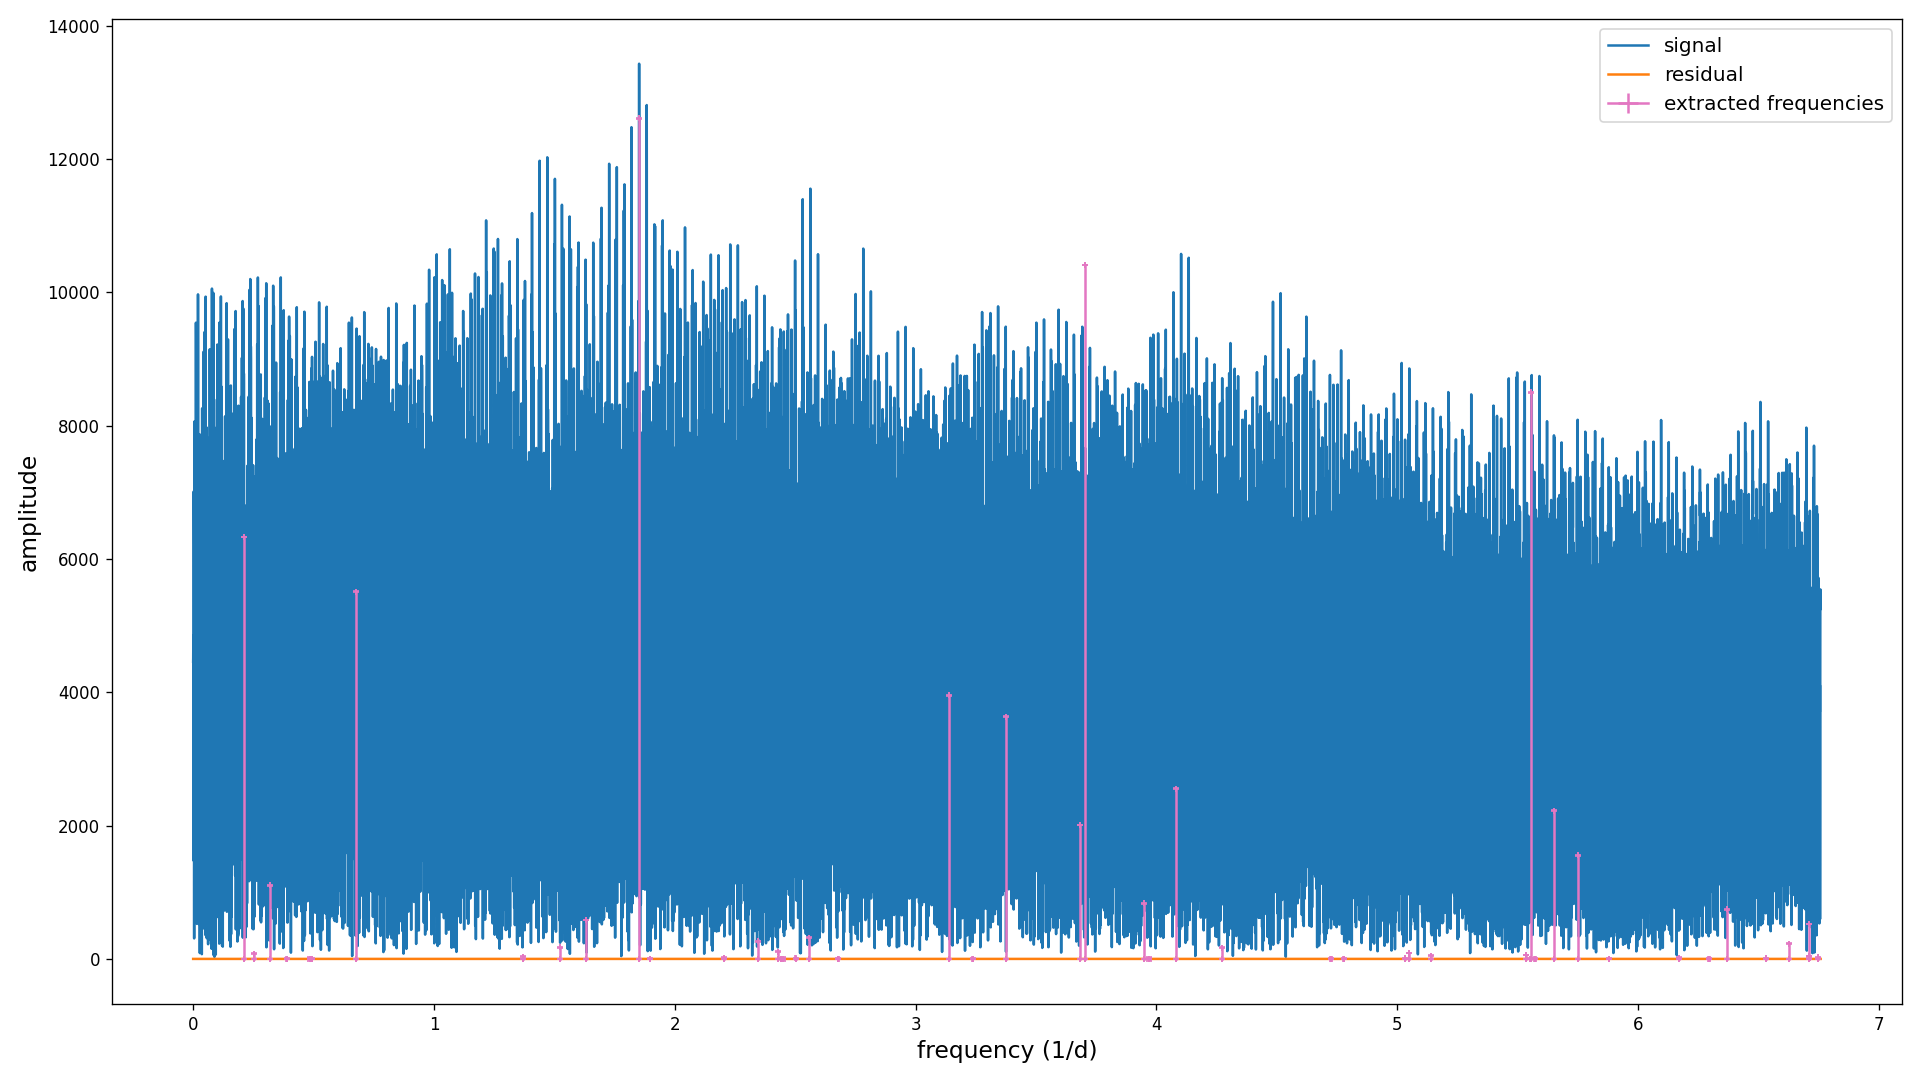 14000
12000
10000
8000
6000
4000
2000
0
amplitude
0 1 2 3 4 5 6 7
frequency (1/d)
signal
residual
extracted frequencies